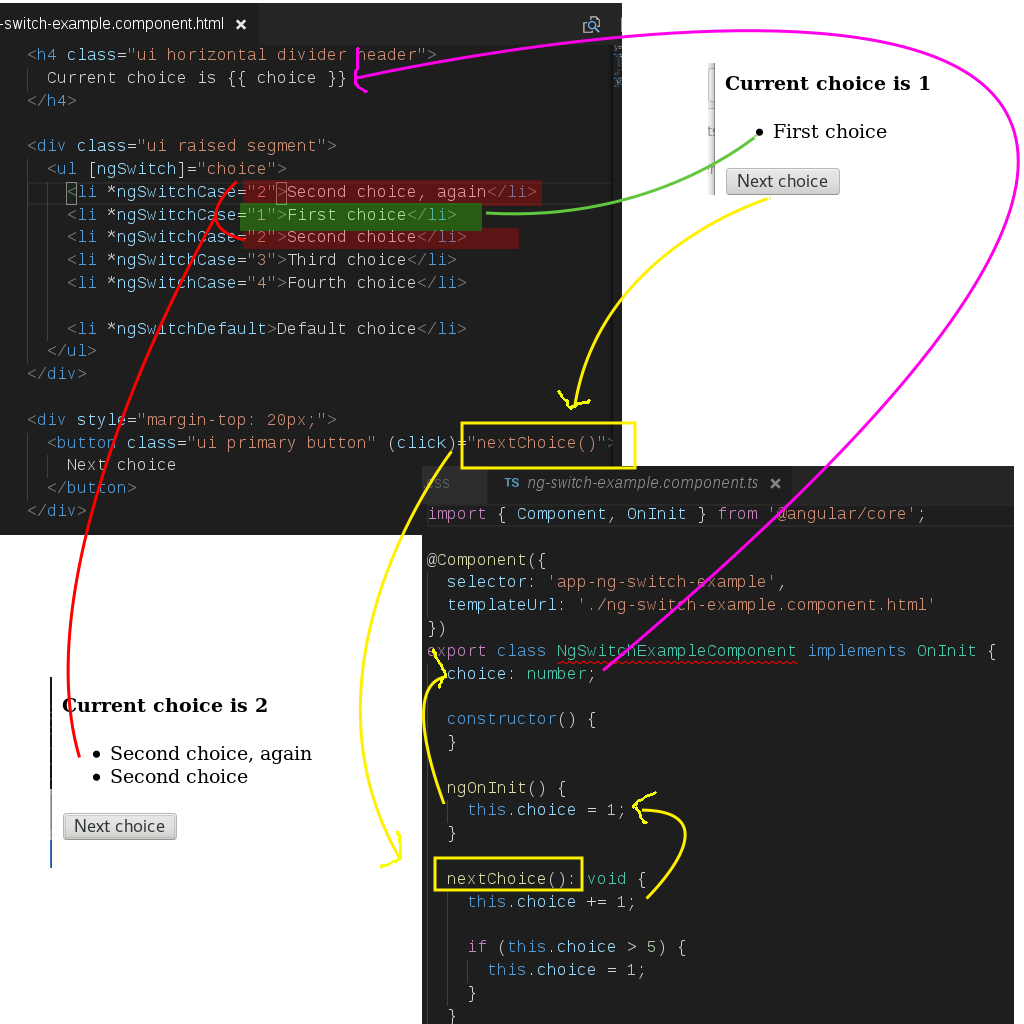 -switch-example.component.html ×
<h4 class="ui horizontal divider header">
Current choice is {{ choice }}
</h4>
<div class="ui raised segment">
<ul [ngSwitch]="choice">
<li *ngSwitchCase="2">Second choice, again</li>
<li *ngSwitchCase="1">First choice</li>
<li *ngSwitchCase="2">Second choice</li>
<li *ngSwitchCase="3">Third choice</li>
<li *ngSwitchCase="4">Fourth choice</li>
<li *ngSwitchDefault>Default choice</li>
</ul>
</div>
<div style="margin-top: 20px;">
<button class="ui primary button" (click)="nextChoice()">
Next choice
</button>
</div>
Current choice is 1
• First choice
Next choice
css TS ng-switch-example.component.ts ×
import { Component, OnInit } from '@angular/core';
@Component({
selector: 'app-ng-switch-example',
templateUrl: './ng-switch-example.component.html'
})
export class NgSwitchExampleComponent implements OnInit {
choice: number;
constructor() {
}
ngOnInit() {
this.choice = 1;
}
nextChoice(): void {
this.choice += 1;
if (this.choice > 5) {
this.choice = 1;
}
}
Current choice is 2
• Second choice, again
• Second choice
Next choice